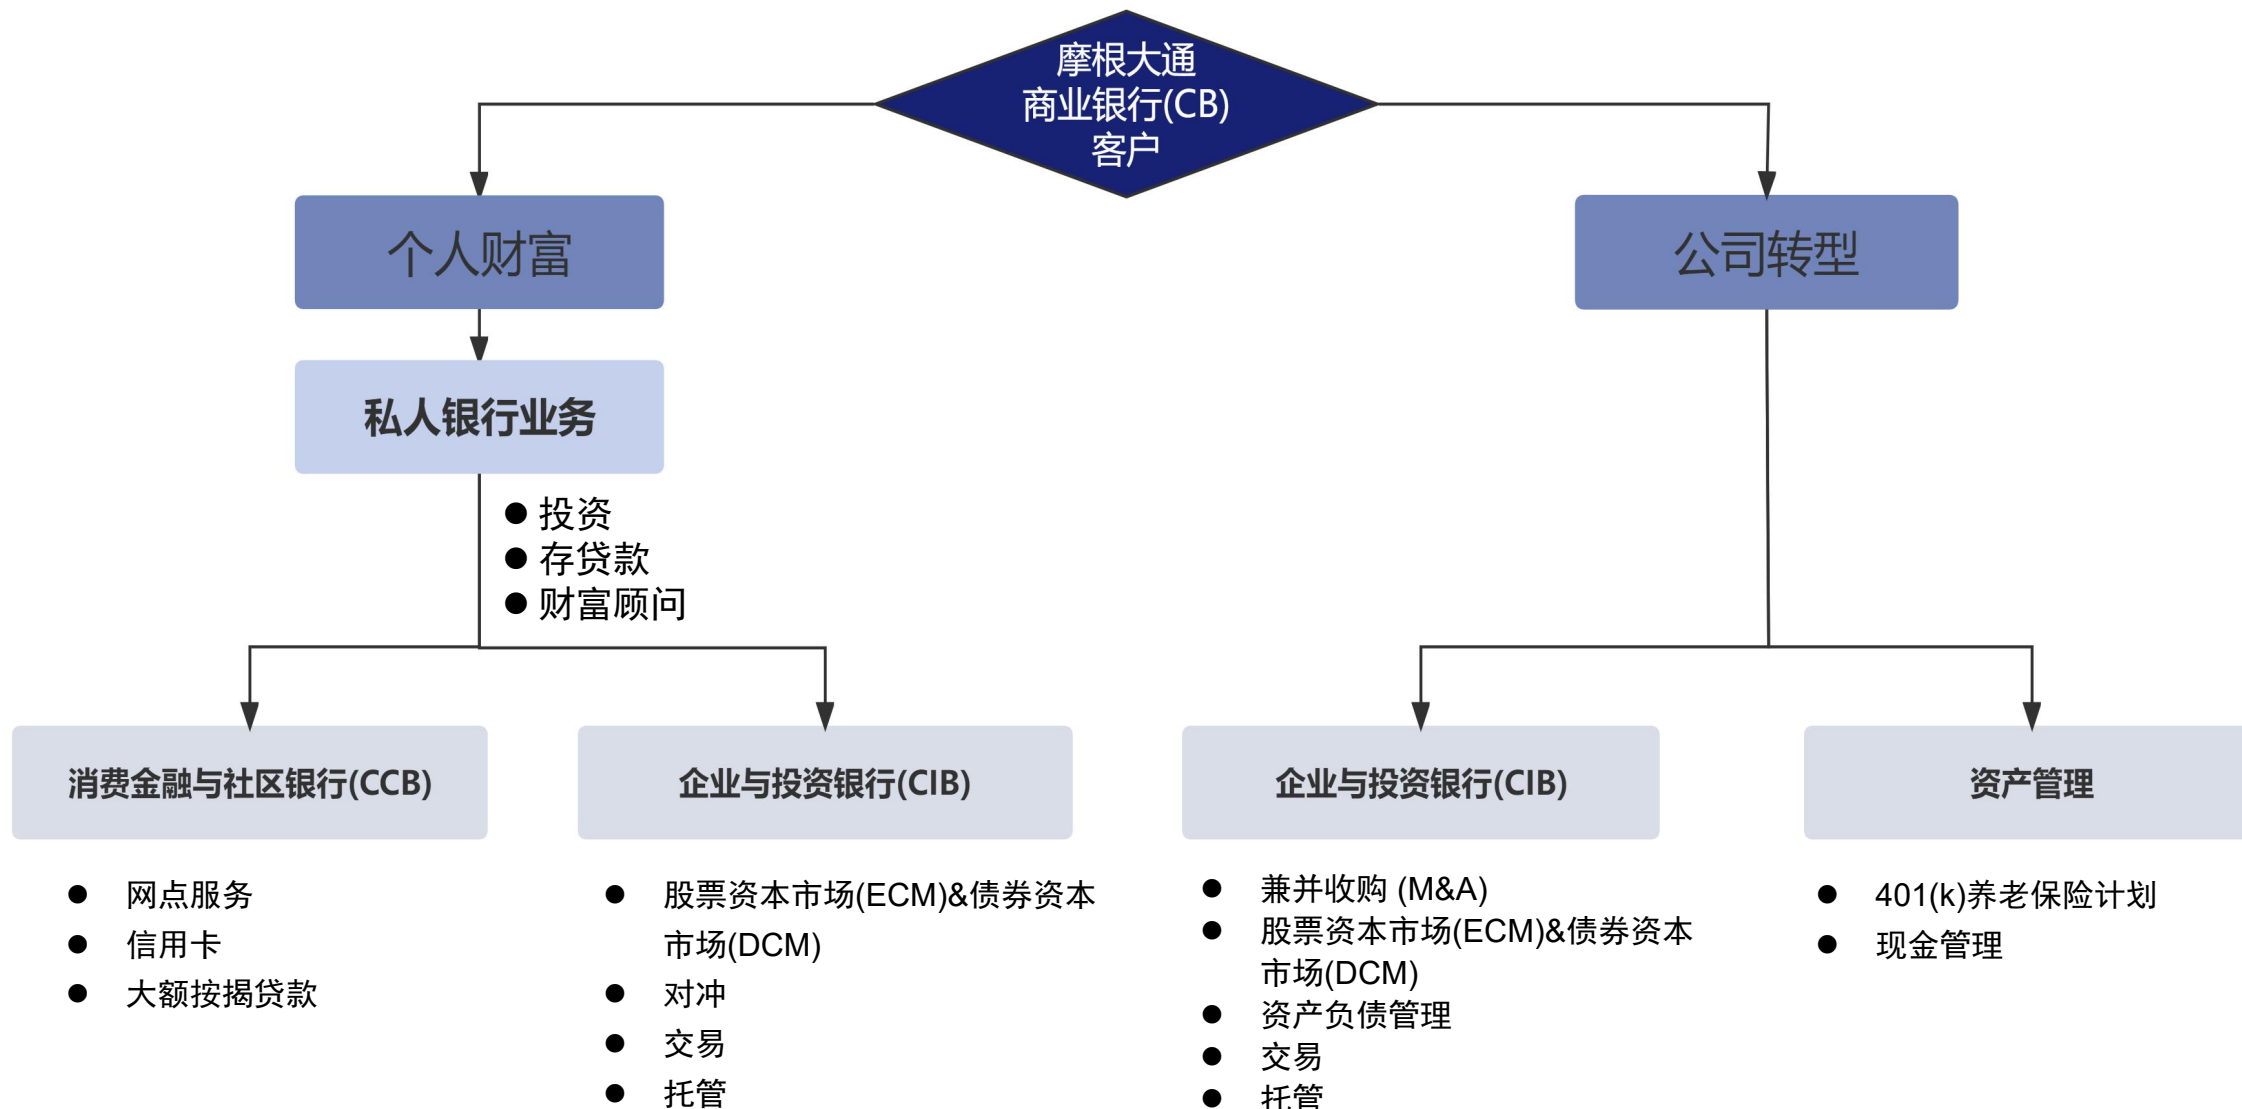 摩根大通
商业银行(CB)
客户
个人财富
公司转型
私人银行业务
● 投资
● 存贷款
● 财富顾问
消费金融与社区银行(CCB)
企业与投资银行(CIB)
企业与投资银行(CIB)
资产管理
● 网点服务
● 信用卡
● 大额按揭贷款
● 股票资本市场(ECM)&债券资本
市场(DCM)
● 对冲
● 交易
● 托管
● 兼并收购 (M&A)
● 股票资本市场(ECM)&债券资本
市场(DCM)
● 资产负债管理
● 交易
● 托管
● 401(k)养老保险计划
● 现金管理